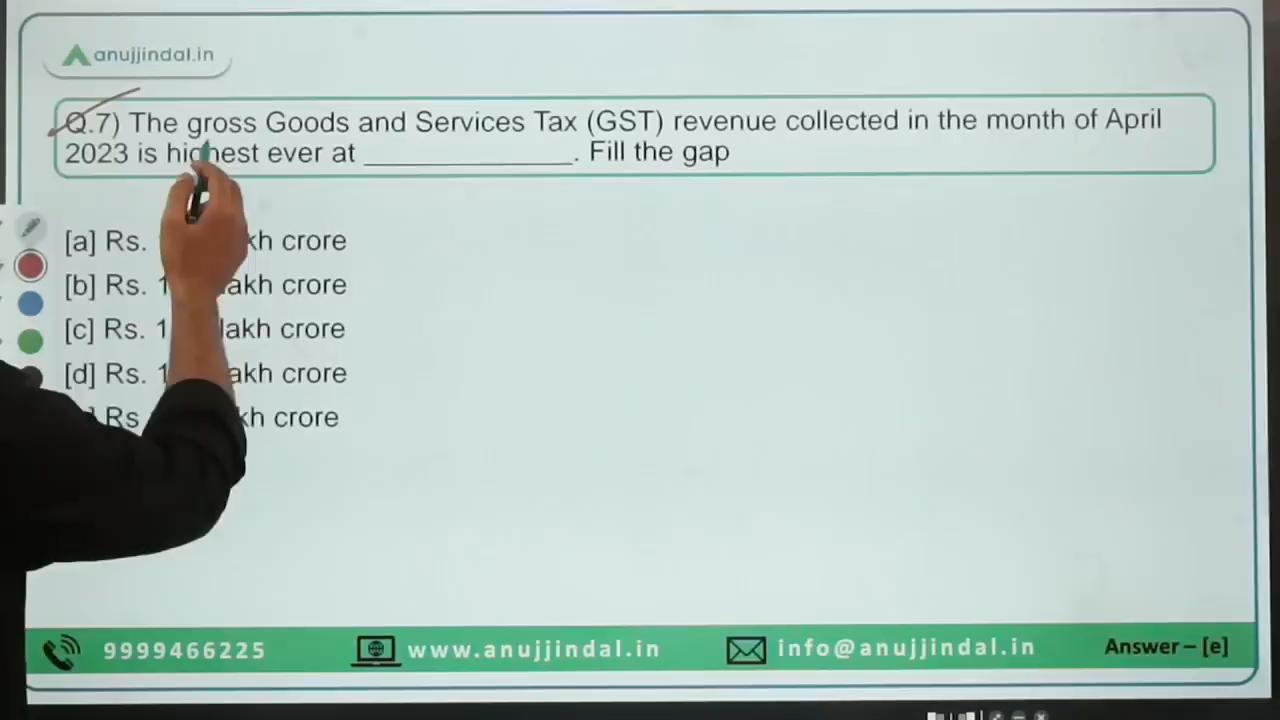 anujjindal.in
Q.7) The gross Goods and Services Tax (GST) revenue collected in the month of April
2023 is highest ever at _______________. Fill the gap
[a] Rs. kh crore
[b] Rs. 1 akh crore
[c] Rs. 1 lakh crore
[d] Rs. 1 akh crore
] Rs kh crore
9999466225
www.anujjindal.in
info@anujjindal.in
Answer – [e]